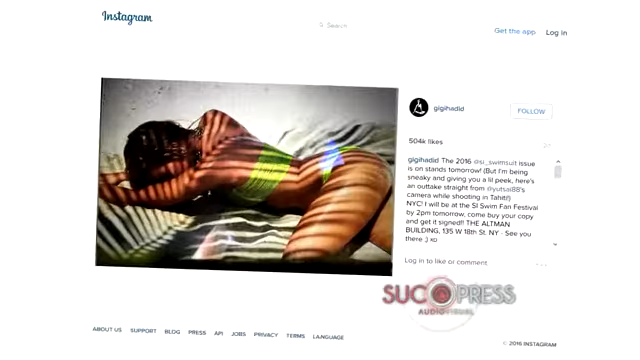 Instagram
Search
Get the app
Log in
gigihadid
FOLLOW
504k likes
gigihadid The 2016 @si_swimsuit issue
is on stands tomorrow! (But I'm being
sneaky and giving you a lil peek, here's
an outtake straight from @yutsai88's
camera while shooting in Tahiti!)
NYC! I will be at the SI Swim Fan Festival
by 2pm tomorrow, come buy your copy
and get it signed!! THE ALTMAN
BUILDING, 135 W 18th St. NY - See you
there ;) xo
Log in to like or comment
SUCOPRESS
AUDIOVISUAL
ABOUT US SUPPORT BLOG PRESS API JOBS PRIVACY TERMS LANGUAGE
© 2016 INSTAGRAM